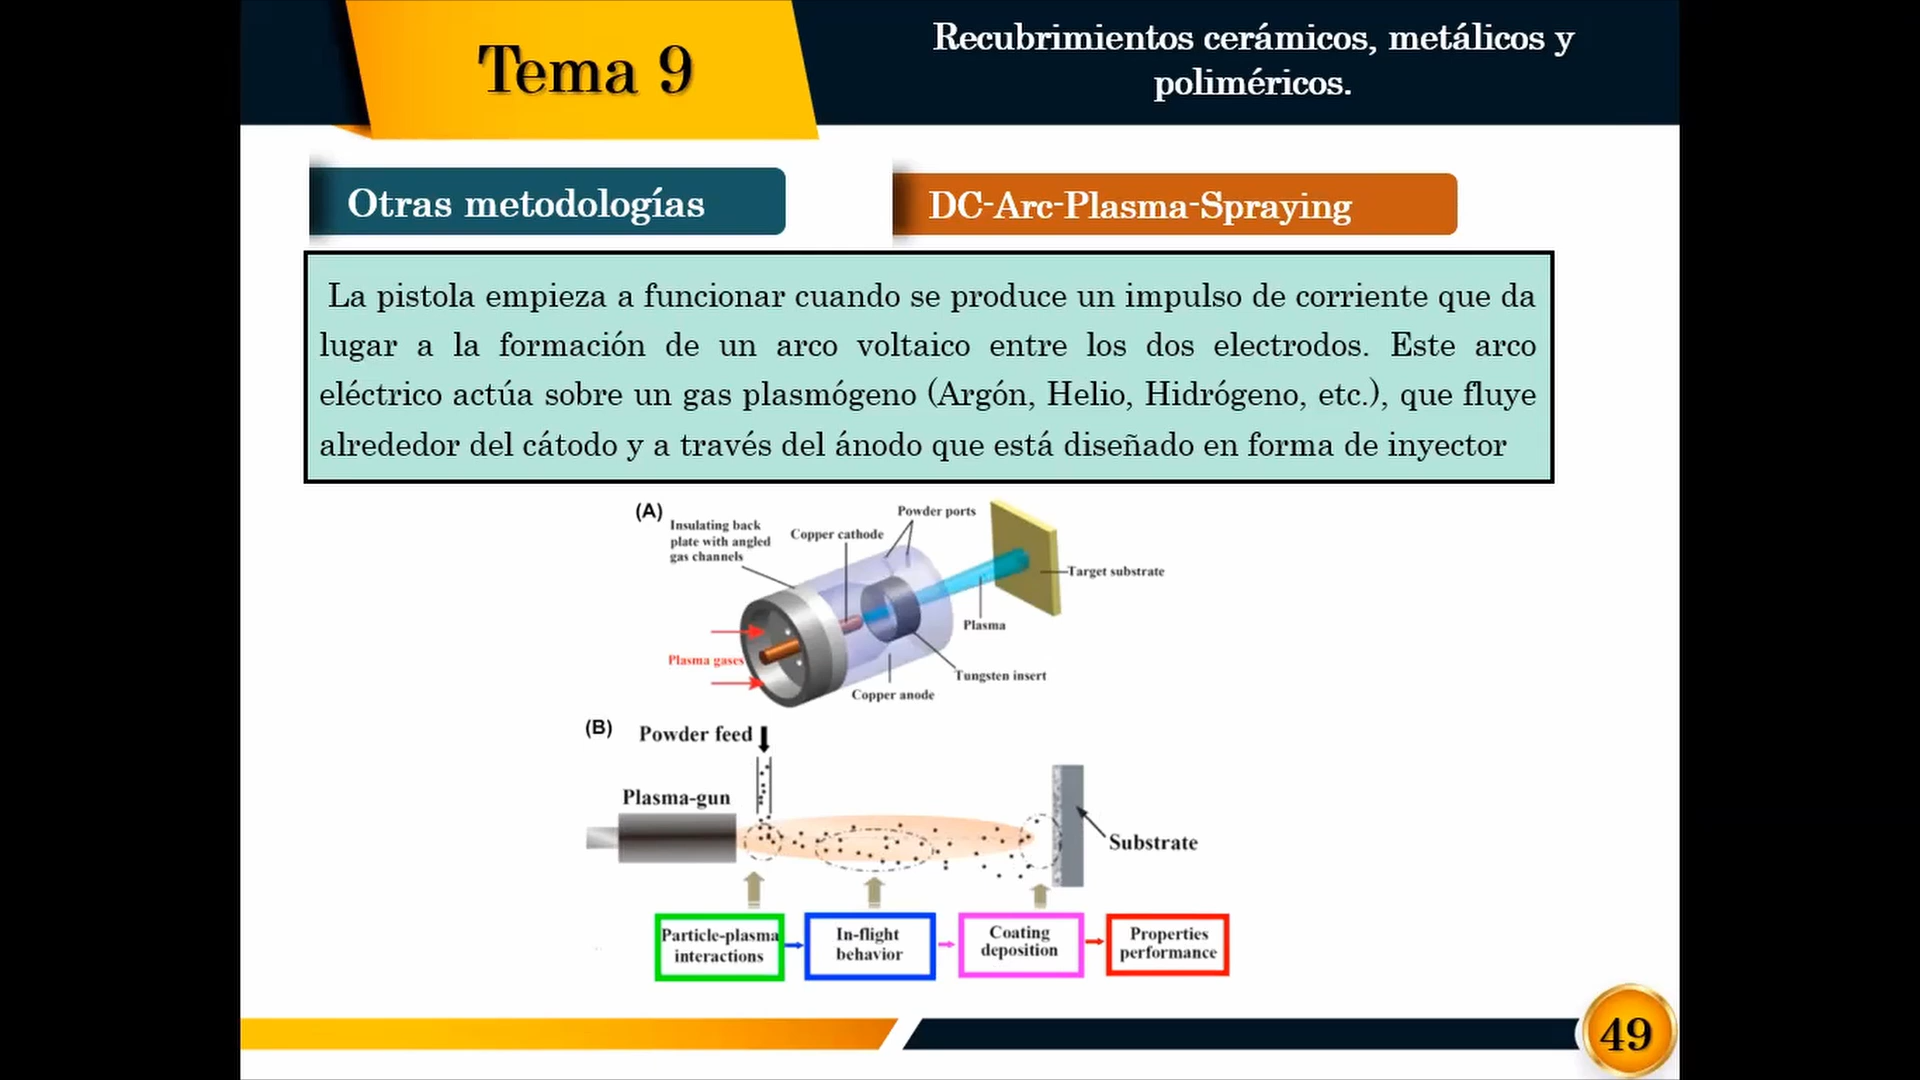 Tema 9
Recubrimientos cerámicos, metálicos y
poliméricos.
Otras metodologías
DC-Arc-Plasma-Spraying
La pistola empieza a funcionar cuando se produce un impulso de corriente que da
lugar a la formación de un arco voltaico entre los dos electrodos. Este arco
eléctrico actúa sobre un gas plasmógeno (Argón, Helio, Hidrógeno, etc.), que fluye
alrededor del cátodo y a través del ánodo que está diseñado en forma de inyector
(A)
Insulating back
plate with angled
gas channels
Copper cathode
Powder ports
Target substrate
Plasma
Plasma gases
Tungsten insert
Copper anode
(B)
Powder feed
Plasma-gun
Substrate
Particle-plasma
interactions
In-flight
behavior
Coating
deposition
Properties
performance
49